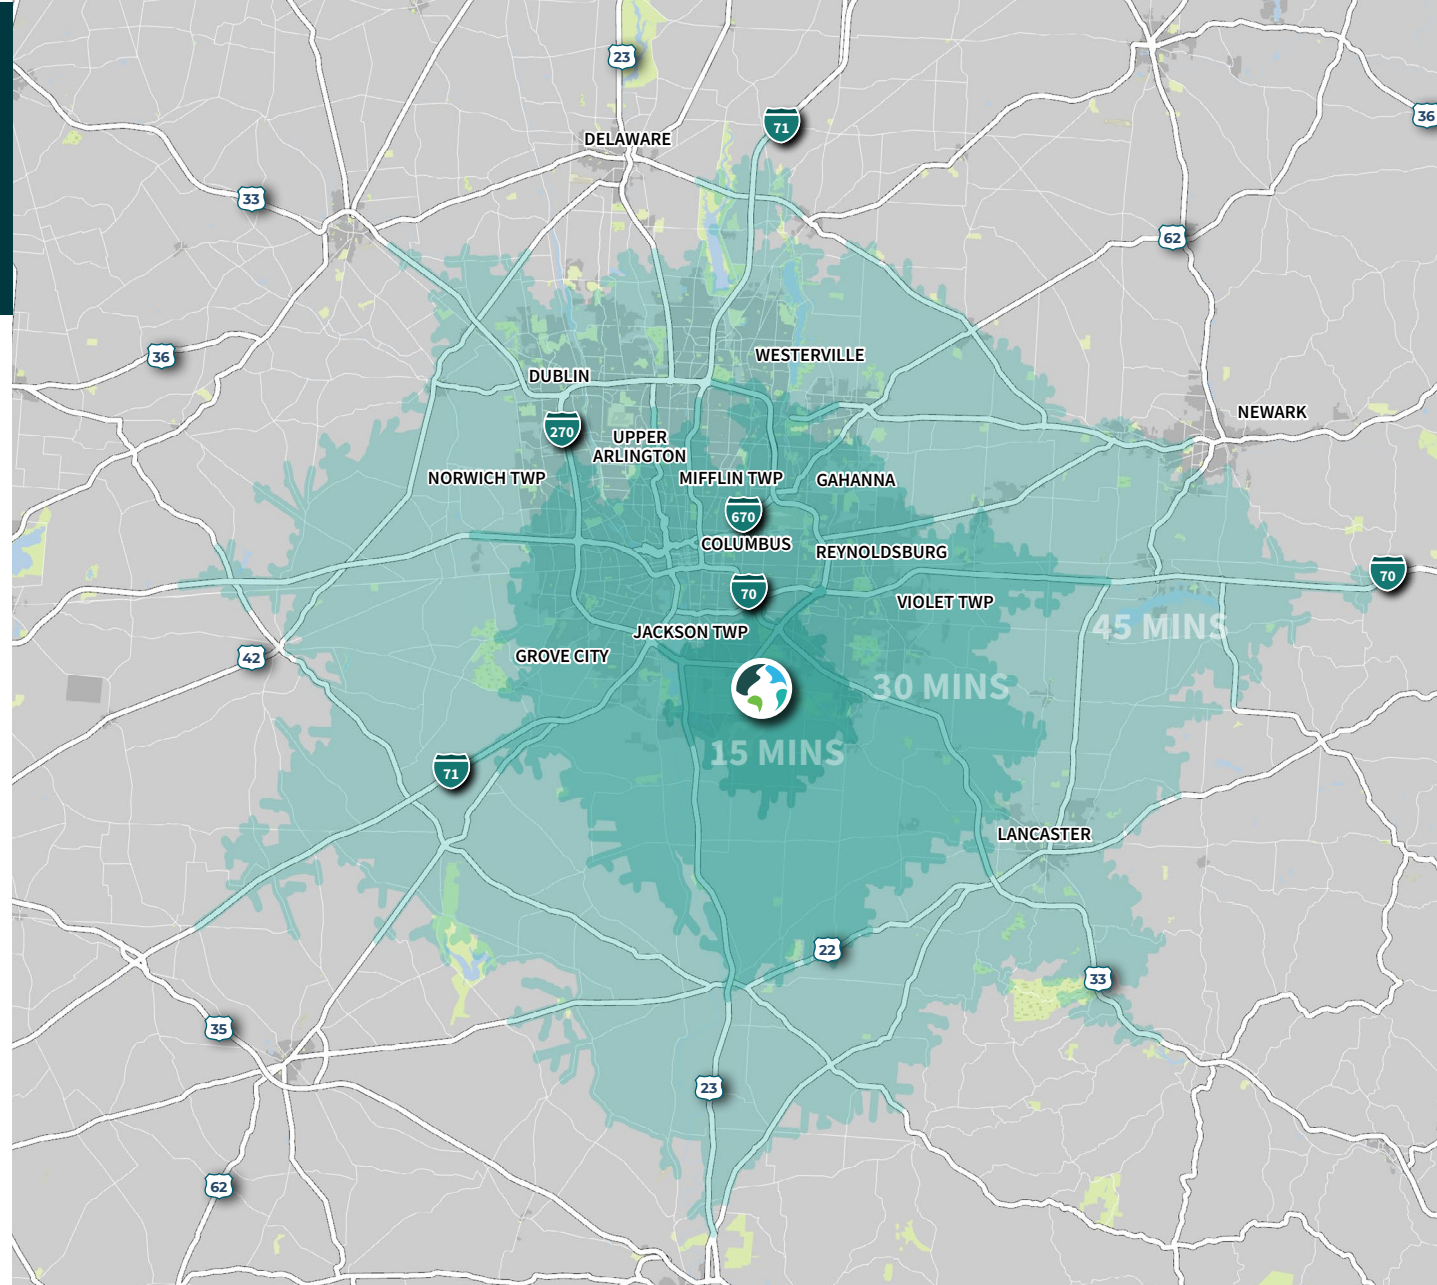 23
DELAWARE
71
36
33
62
36
WESTERVILLE
DUBLIN
NEWARK
270
UPPER
ARLINGTON
NORWICH TWP
MIFFLIN TWP
GAHANNA
670
COLUMBUS
REYNOLDSBURG
70
70
VIOLET TWP
45 MINS
JACKSON TWP
GROVE CITY
42
30 MINS
15 MINS
71
LANCASTER
22
33
35
23
62